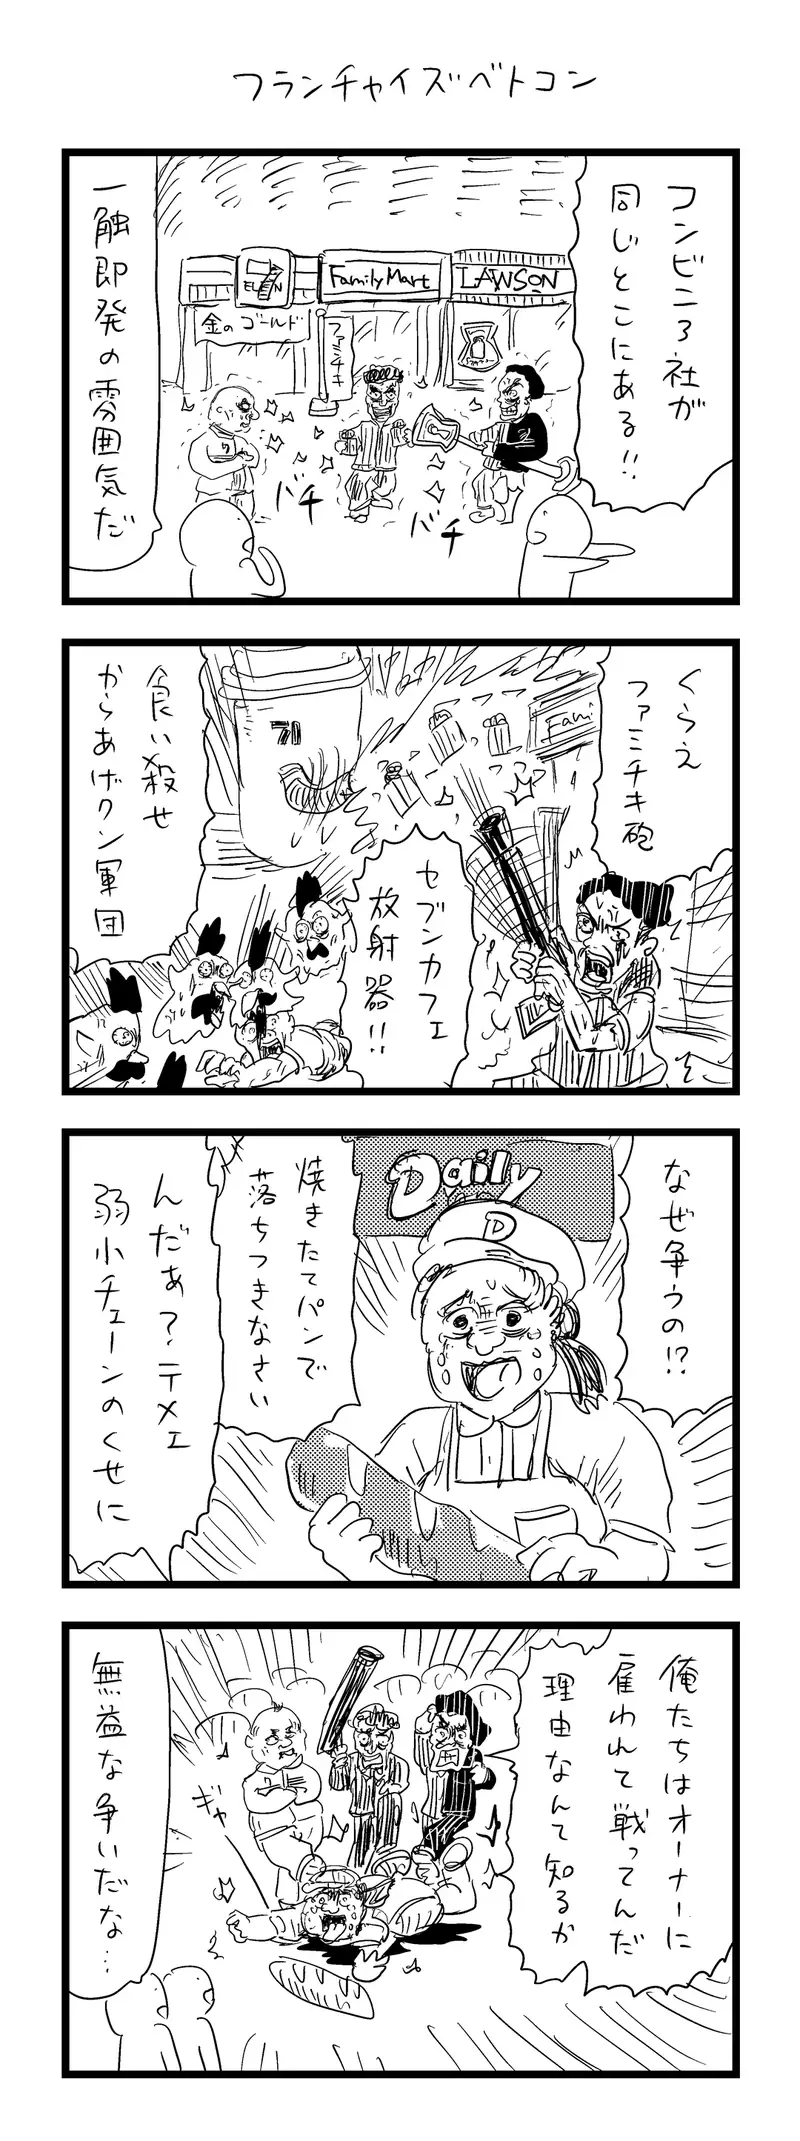 フランチャイズベトコン
コンビニ3社が
同じとこにある!!
7
ELEVEN
FamilyMart
LAWSON
金のゴールド
ファミチキ
7
バチ
バチ
一触即発の雰囲気だ
くらえ
ファミチキ砲
Fami
7
セブンカフェ
放射器!!
食い殺せ
からあげクン軍団
なぜ争うの!?
Daily
D
焼きたてパンで
落ちつきなさい
んだぁ?テメェ
弱小チェーンのくせに
俺たちはオーナーに
雇われて戦ってんだ
理由なんて知るか
ギャ
無益な争いだな…